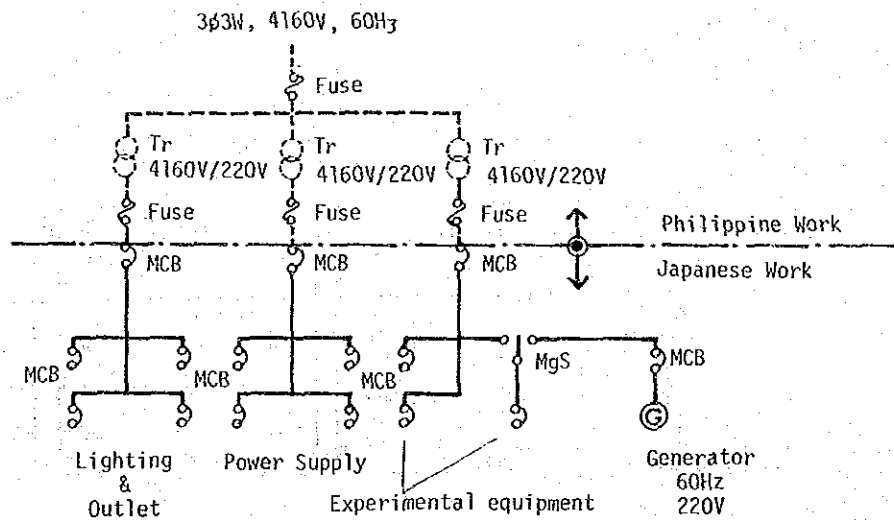 3φ3W, 4160V, 60Hz
Fuse
Tr
4160V/220V
Tr
4160V/220V
Tr
4160V/220V
Fuse
Fuse
Fuse
Philippine Work
MCB
MCB
MCB
Japanese Work
MCB
MCB
MCB
MgS
MCB
G
Lighting
&
Outlet
Power Supply
Experimental equipment
Generator
60Hz
220V